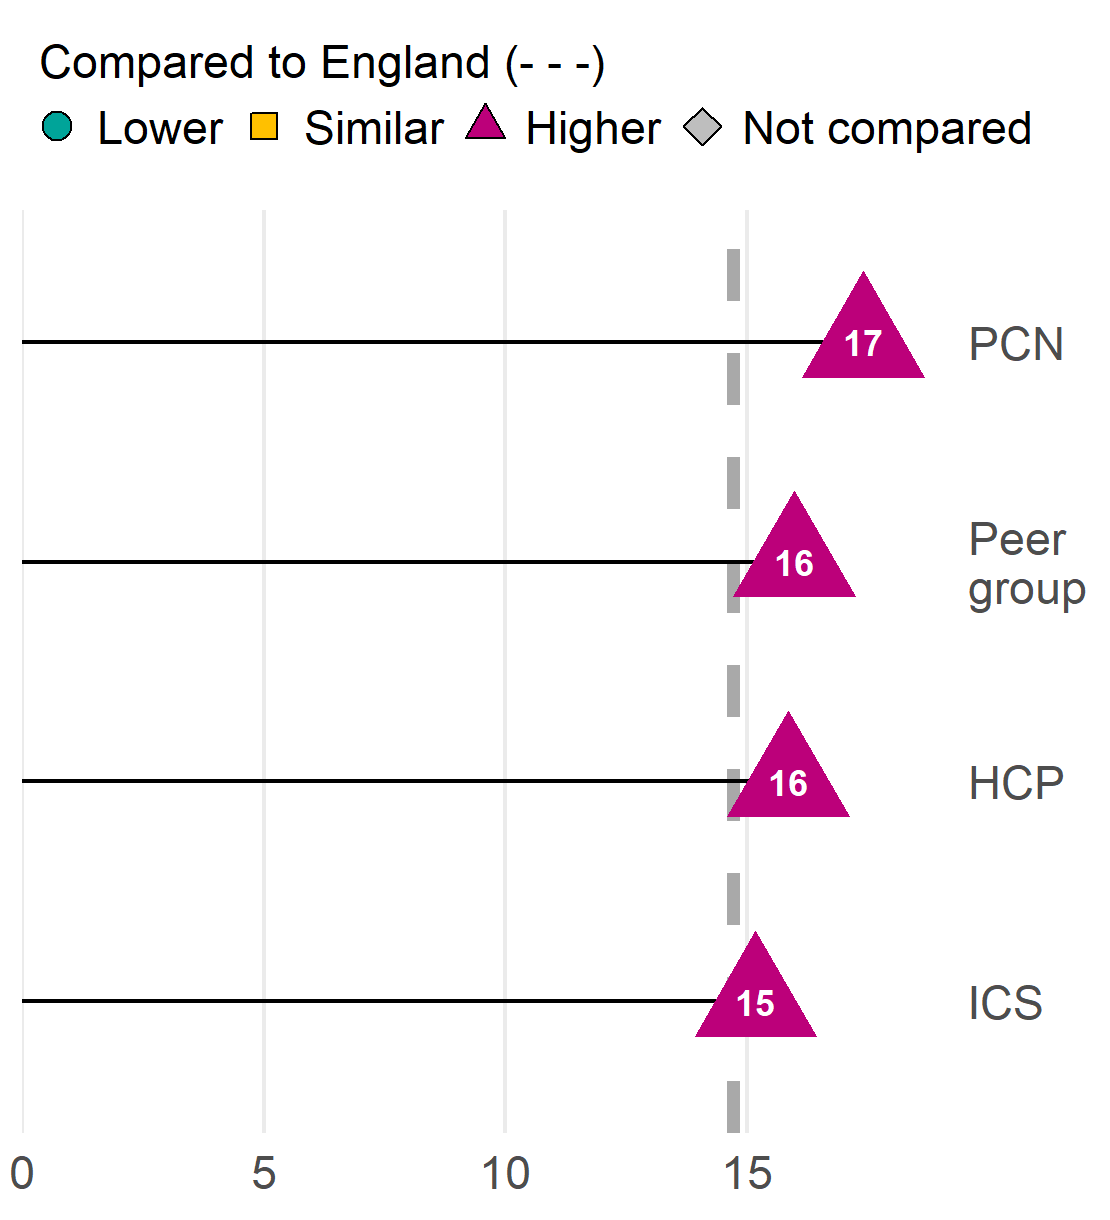 Compared to England (- - -)
Lower Similar Higher Not compared
17 PCN
16 Peer
group
16 HCP
15 ICS
0 5 10 15